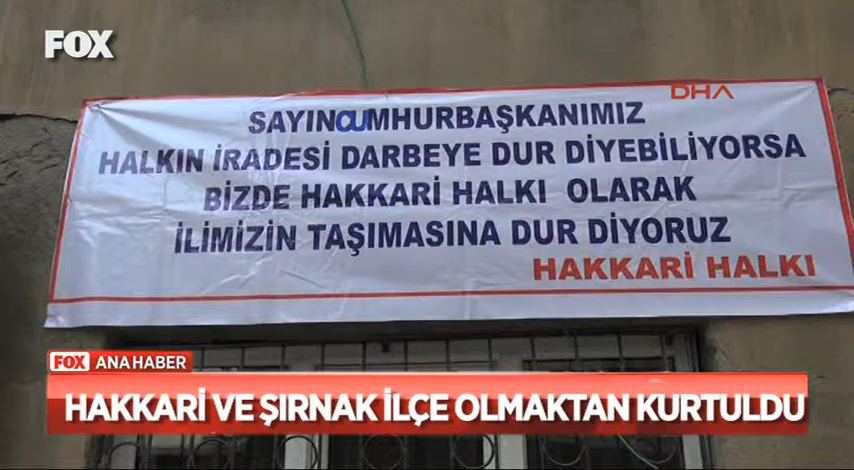 FOX
DHA
SAYINCUMHURBAŞKANIMIZ
HALKIN İRADESİ DARBEYE DUR DİYEBİLİYORSA
BİZDE HAKKARİ HALKI OLARAK
İLİMİZİN TAŞIMASINA DUR DİYORUZ
HAKKARİ HALKI
FOX ANA HABER
HAKKARİ VE ŞIRNAK İLÇE OLMAKTAN KURTULDU